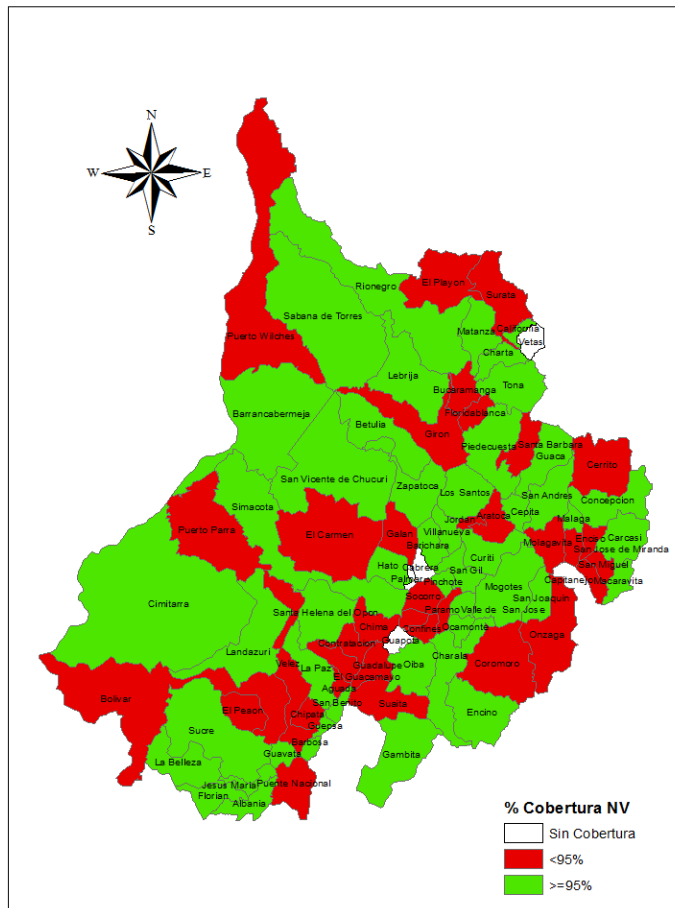 N
W
E
S
El Playon
Surata
Rionegro
Sabana de Torres
California
Matanza
Vetas
Puerto Wilches
Charta
Lebrija
Tona
Bucaramanga
Barrancabermeja
Floridablanca
Betulia
Giron
Piedecuesta
Santa Barbara
Guaca
Cerrito
San Vicente de Chucuri
Zapatoca
Los Santos
San Andres
Concepcion
Simacota
Cepita
Jordan
Aratoca
Malaga
Puerto Parra
El Carmen
Galan
Villanueva
Molagavita
Enciso
Carcasi
Barichara
San Jose de Miranda
Curiti
Hato
Cabrera
San Gil
San Miguel
Palmar
Pinchote
Mogotes
Capitanejo
Macaravita
Cimitarra
Socorro
San Joaquin
Santa Helena del Opon
Paramo
Valle de San Jose
Chima
Confines
Ocamonte
Onzaga
Contratacion
Guapota
Landazuri
Charala
Velez
La Paz
Guadalupe
Oiba
Coromoro
El Guacamayo
Aguada
Bolivar
San Benito
Suaita
El Peñon
Chipata
Encino
Guepsa
Sucre
Barbosa
Guavata
Gambita
La Belleza
Jesus Maria
Puente Nacional
Florian
Albania
% Cobertura NV
Sin Cobertura
<95%
>=95%